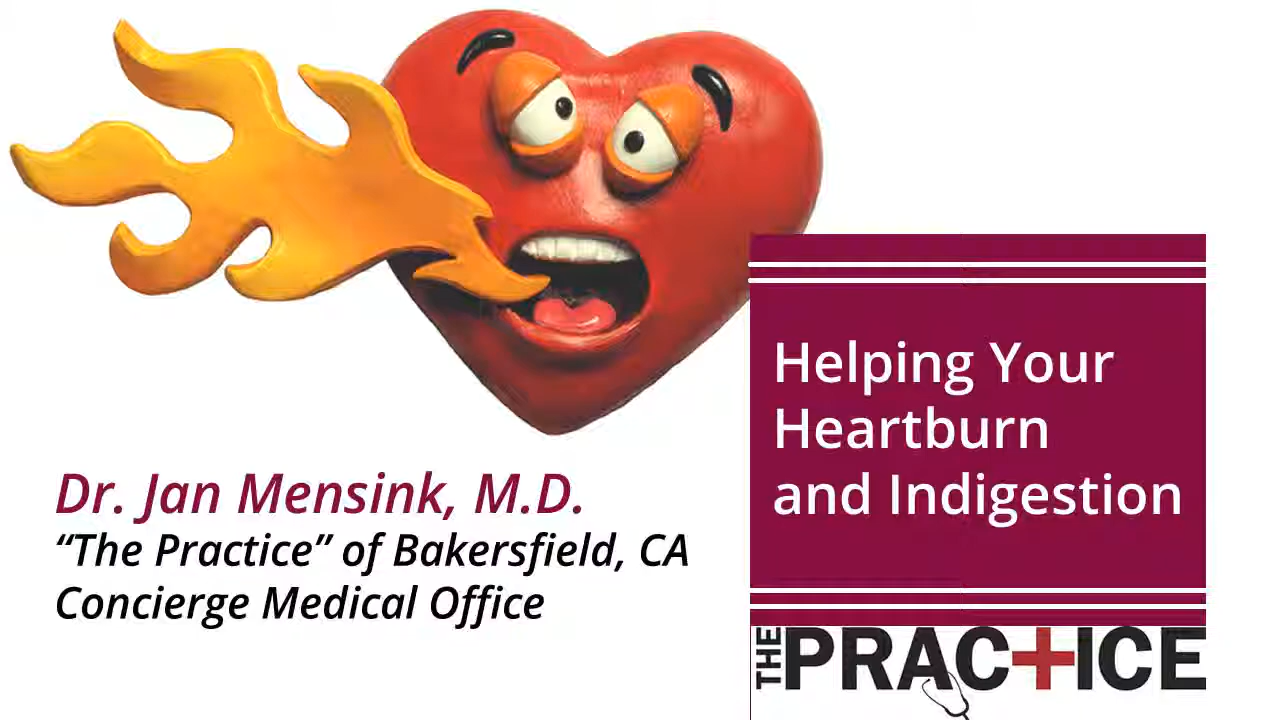 Helping Your
Heartburn
and Indigestion
Dr. Jan Mensink, M.D.
“The Practice” of Bakersfield, CA
Concierge Medical Office
THE PRACTICE